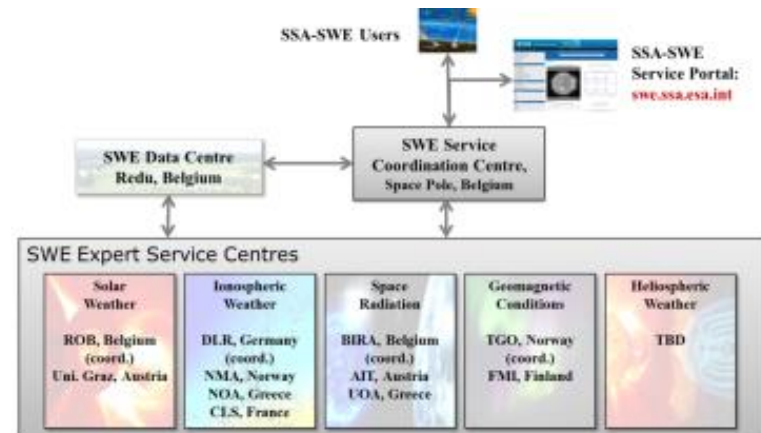 SSA-SWE Users
SSA-SWE
Service Portal:
swe.ssa.esa.int
SWE Data Centre
Redu, Belgium
SWE Service
Coordination Centre,
Space Pole, Belgium
SWE Expert Service Centres
Solar
Weather
ROB, Belgium
(coord.)
Uni. Graz, Austria
Ionospheric
Weather
DLR, Germany
(coord.)
NMA, Norway
NOA, Greece
CLS, France
Space
Radiation
BIRA, Belgium
(coord.)
AIT, Austria
UOA, Greece
Geomagnetic
Conditions
TGO, Norway
(coord.)
FMI, Finland
Heliospheric
Weather
TBD